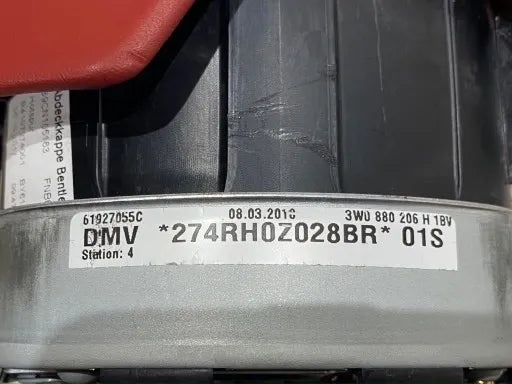 Abdeckkappe Bentle
61927055C 08.03.2016 3W0 880 206 H 1BV
DMV *274RH0Z028BR* 01S
Station: 4